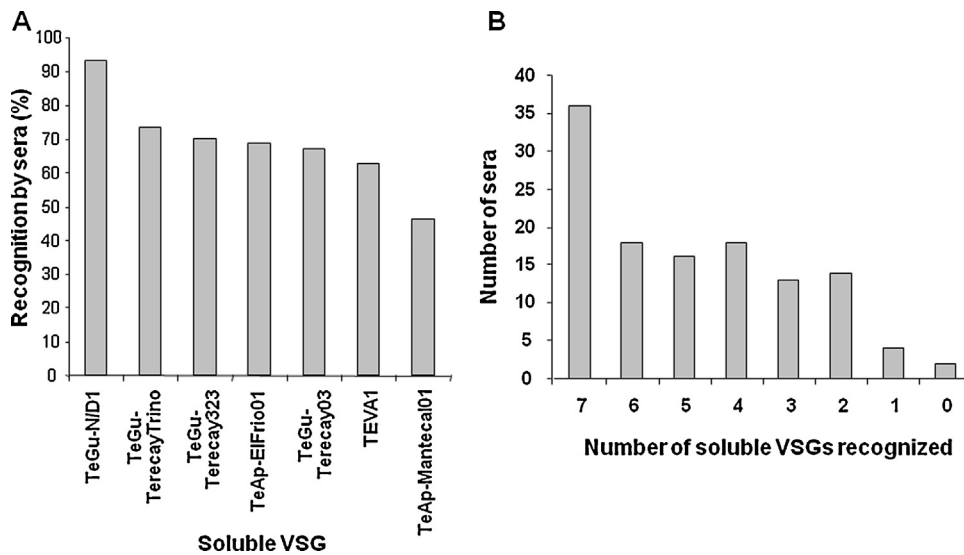 A
Recognition by sera (%)
100
90
80
70
60
50
40
30
20
10
0
TeGu-N/D1
TeGu-
TerecayTrino
TeGu-
Terecay323
TeAp-ElFrio01
TeGu-
Terecay03
TEVA1
TeAp-Mantecal01
Soluble VSG
B
Number of sera
40
35
30
25
20
15
10
5
0
7 6 5 4 3 2 1 0
Number of soluble VSGs recognized